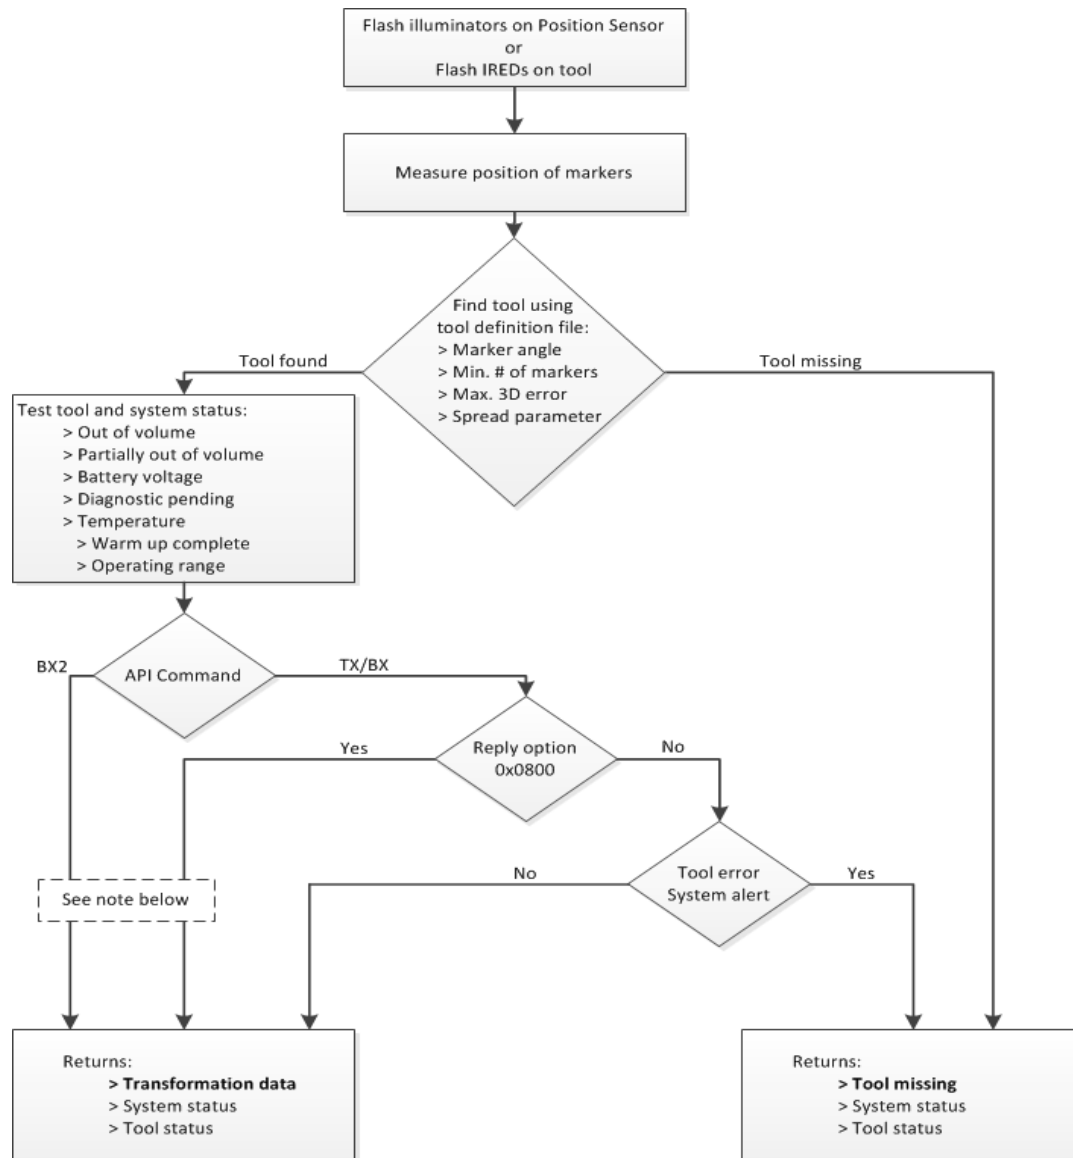 Flash illuminators on Position Sensor
or
Flash IREDs on tool
Measure position of markers
Find tool using
tool definition file:
> Marker angle
> Min. # of markers
> Max. 3D error
> Spread parameter
Tool found
Tool missing
Test tool and system status:
> Out of volume
> Partially out of volume
> Battery voltage
> Diagnostic pending
> Temperature
> Warm up complete
> Operating range
BX2
API Command
TX/BX
Yes
Reply option
0x0800
No
No
Tool error
System alert
Yes
See note below
Returns:
> Transformation data
> System status
> Tool status
Returns:
> Tool missing
> System status
> Tool status